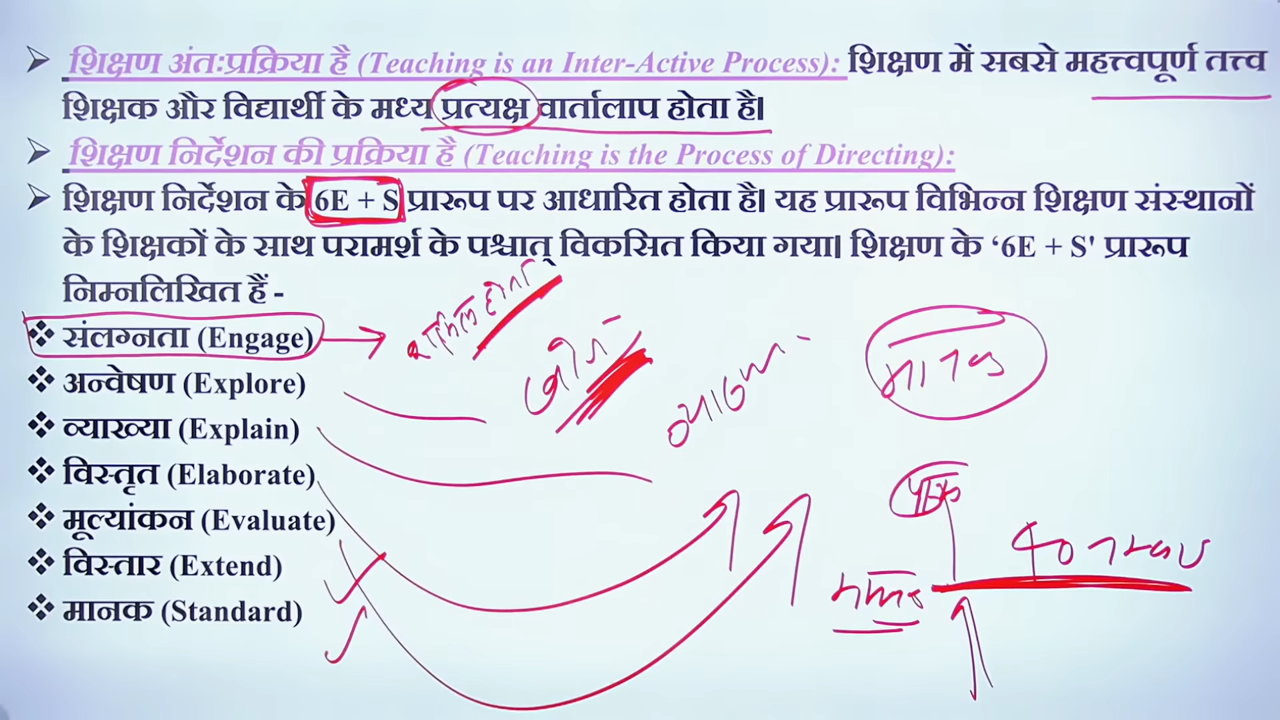 शिक्षण अंतःप्रक्रिया है (Teaching is an Inter-Active Process): शिक्षण में सबसे महत्त्वपूर्ण तत्त्व
शिक्षक और विद्यार्थी के मध्य प्रत्यक्ष वार्तालाप होता है।
शिक्षण निर्देशन की प्रक्रिया है (Teaching is the Process of Directing):
शिक्षण निर्देशन के 6E + S प्रारूप पर आधारित होता है। यह प्रारूप विभिन्न शिक्षण संस्थानों
के शिक्षकों के साथ परामर्श के पश्चात् विकसित किया गया। शिक्षण के ‘6E + S' प्रारूप
निम्नलिखित हैं -
संलग्नता (Engage)
शामिल होना
अन्वेषण (Explore)
मानक
व्याख्या (Explain)
विस्तृत (Elaborate)
मूल्यांकन (Evaluate)
विस्तार (Extend)
मानक (Standard)